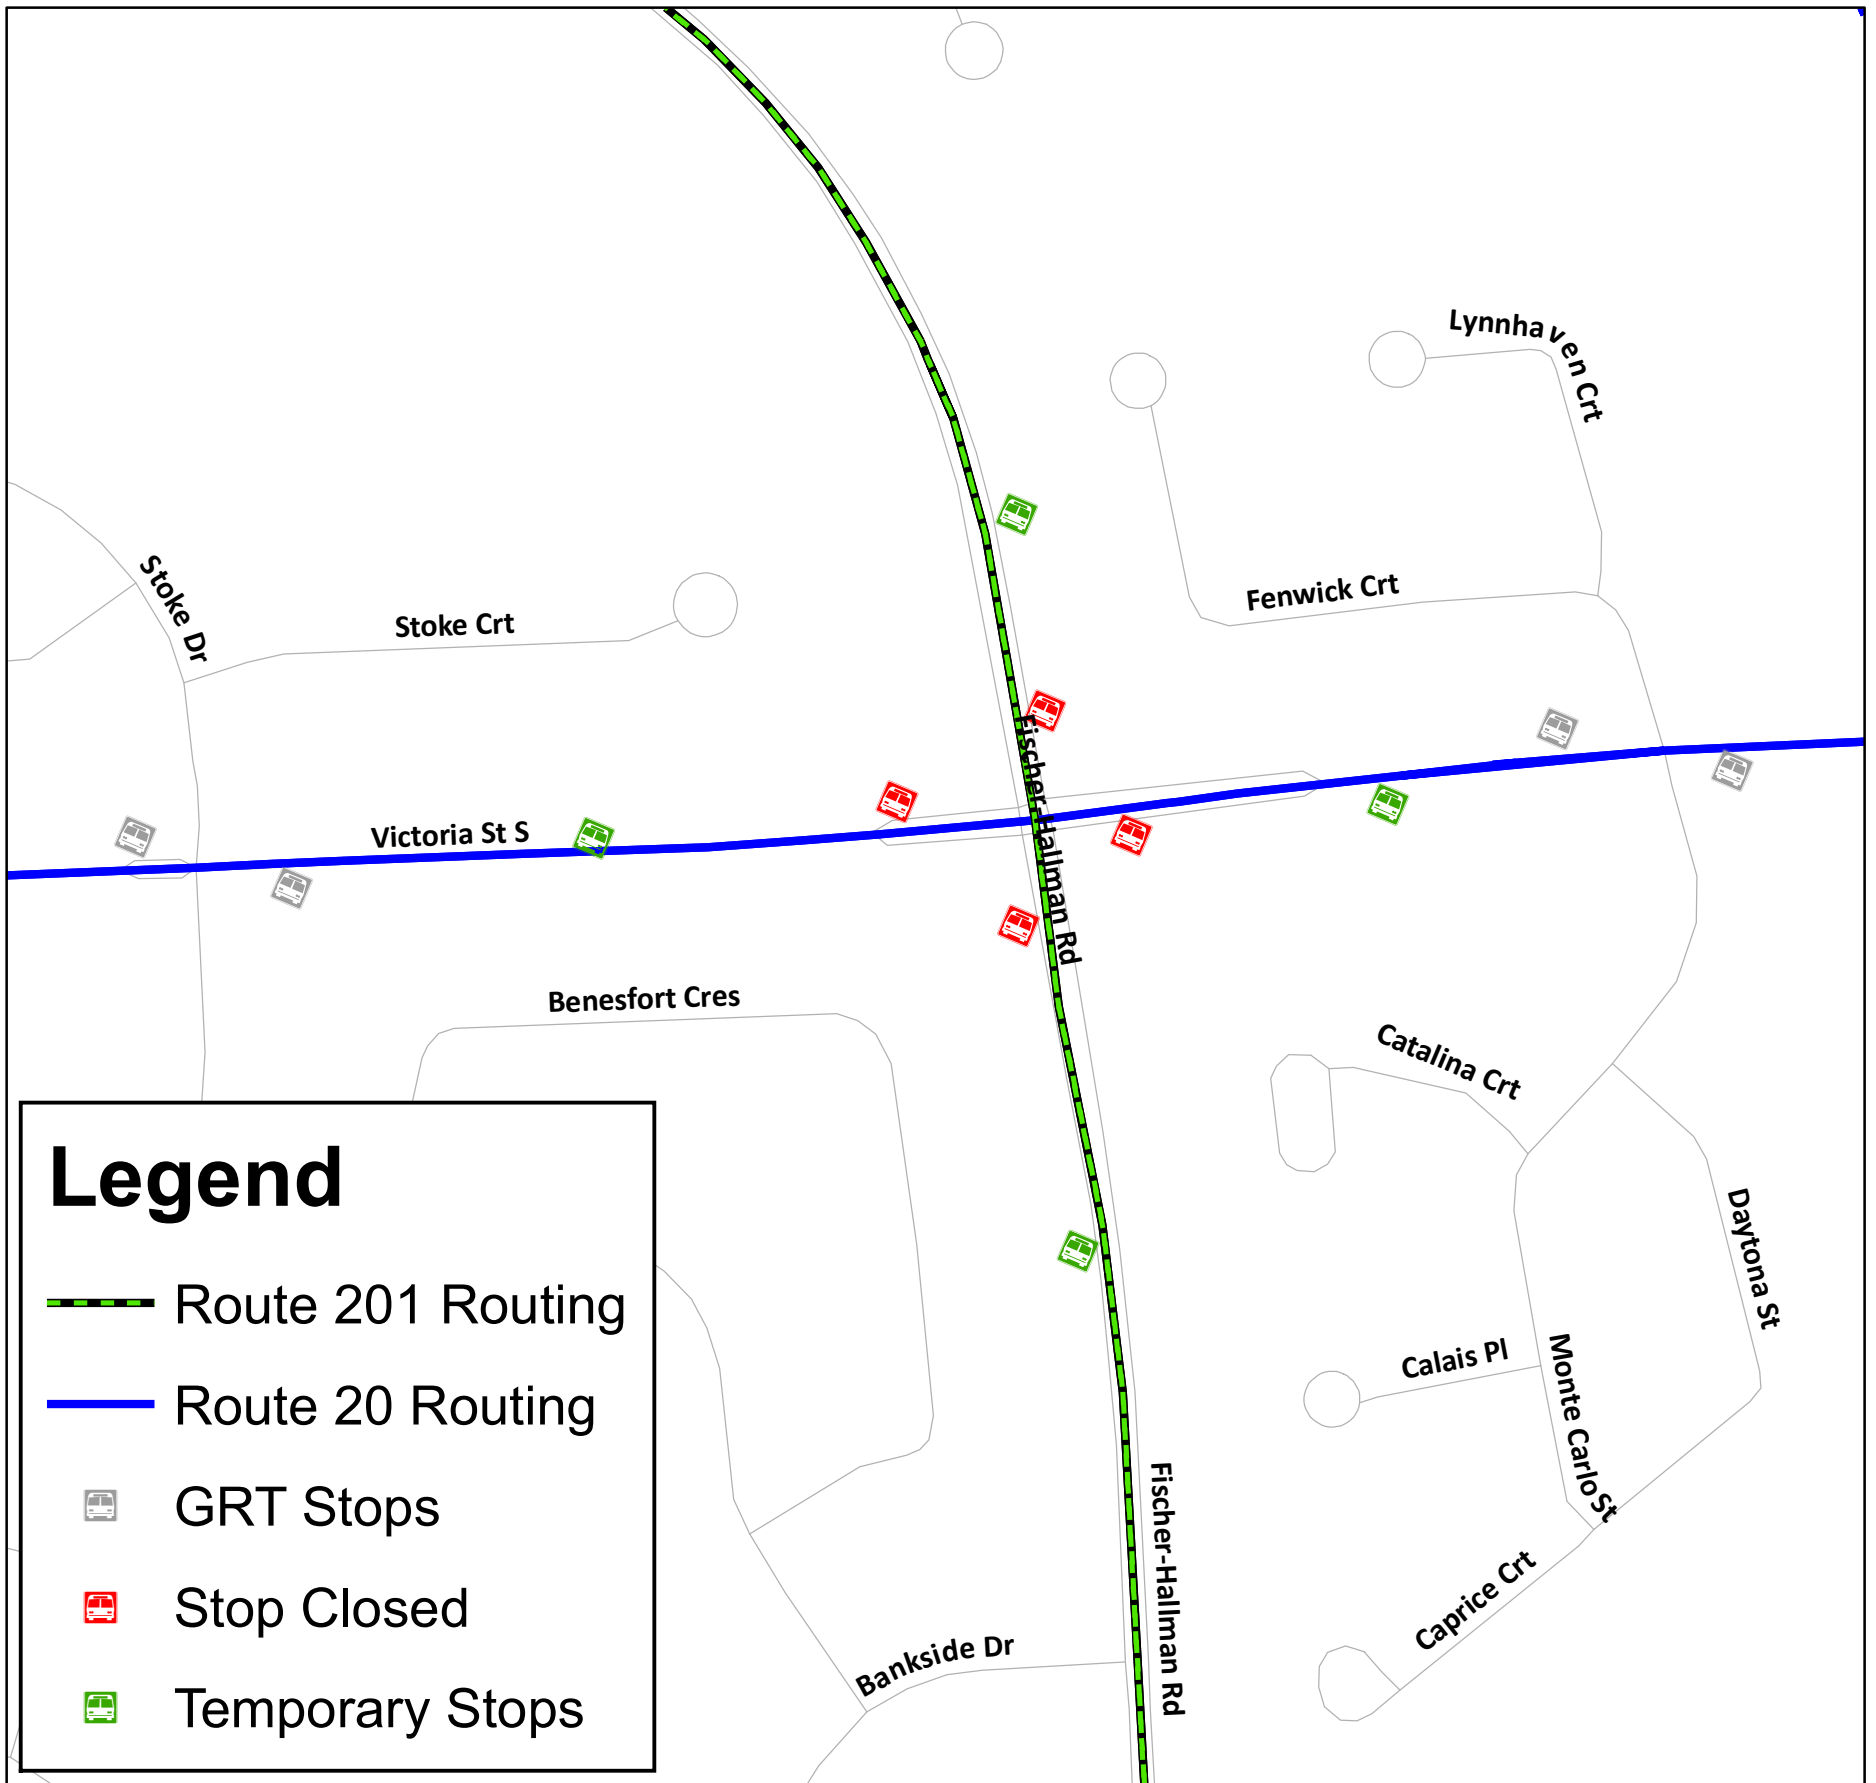 Lynnhaven Crt
Stoke Dr
Stoke Crt
Fenwick Crt
Fischer-Hallman Rd
Victoria St S
Benesfort Cres
Catalina Crt
Daytona St
Calais Pl
Monte Carlo St
Fischer-Hallman Rd
Caprice Crt
Bankside Dr
Legend
Route 201 Routing
Route 20 Routing
GRT Stops
Stop Closed
Temporary Stops